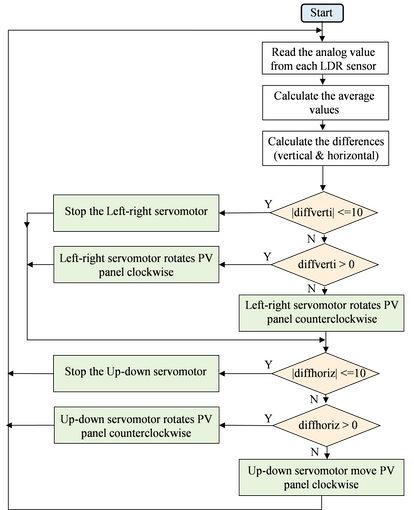 Start
Read the analog value
from each LDR sensor
Calculate the average
values
Calculate the differences
(vertical & horizontal)
|diffverti| <=10
Y
Stop the Left-right servomotor
N
diffverti > 0
Y
Left-right servomotor rotates PV
panel clockwise
N
Left-right servomotor rotates PV
panel counterclockwise
|diffhoriz| <=10
Y
Stop the Up-down servomotor
N
diffhoriz > 0
Y
Up-down servomotor rotates PV
panel counterclockwise
N
Up-down servomotor move PV
panel clockwise